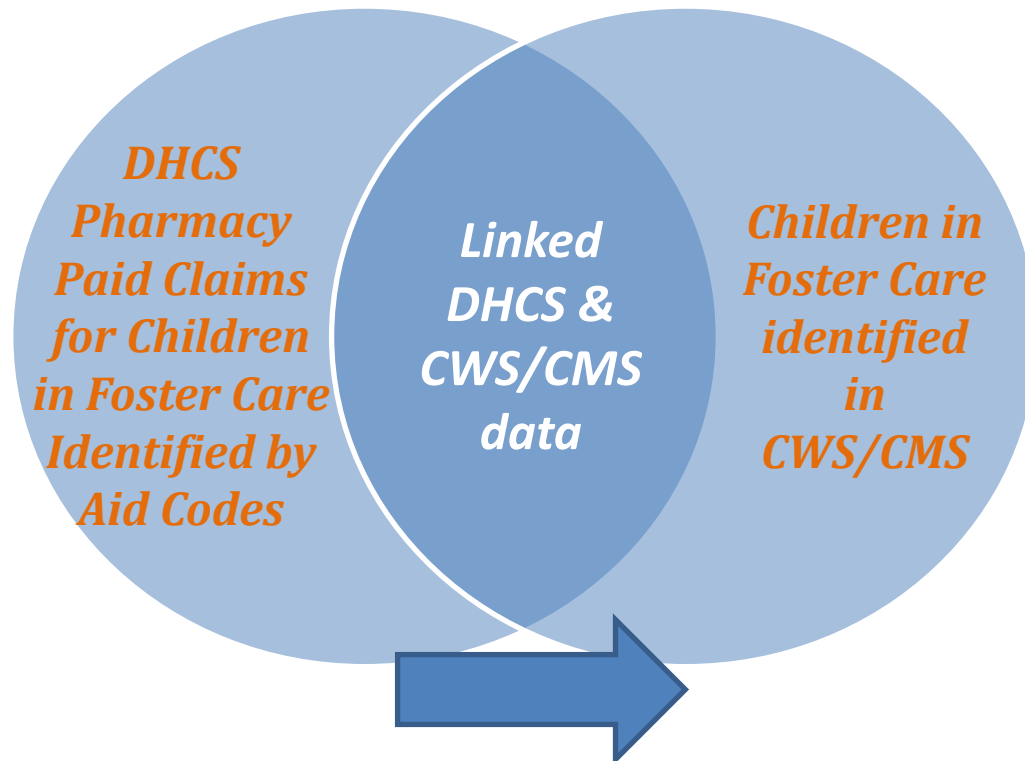 DHCS
Pharmacy
Paid Claims
for Children
in Foster Care
Identified by
Aid Codes
Linked
DHCS &
CWS/CMS
data
Children in
Foster Care
identified
in
CWS/CMS